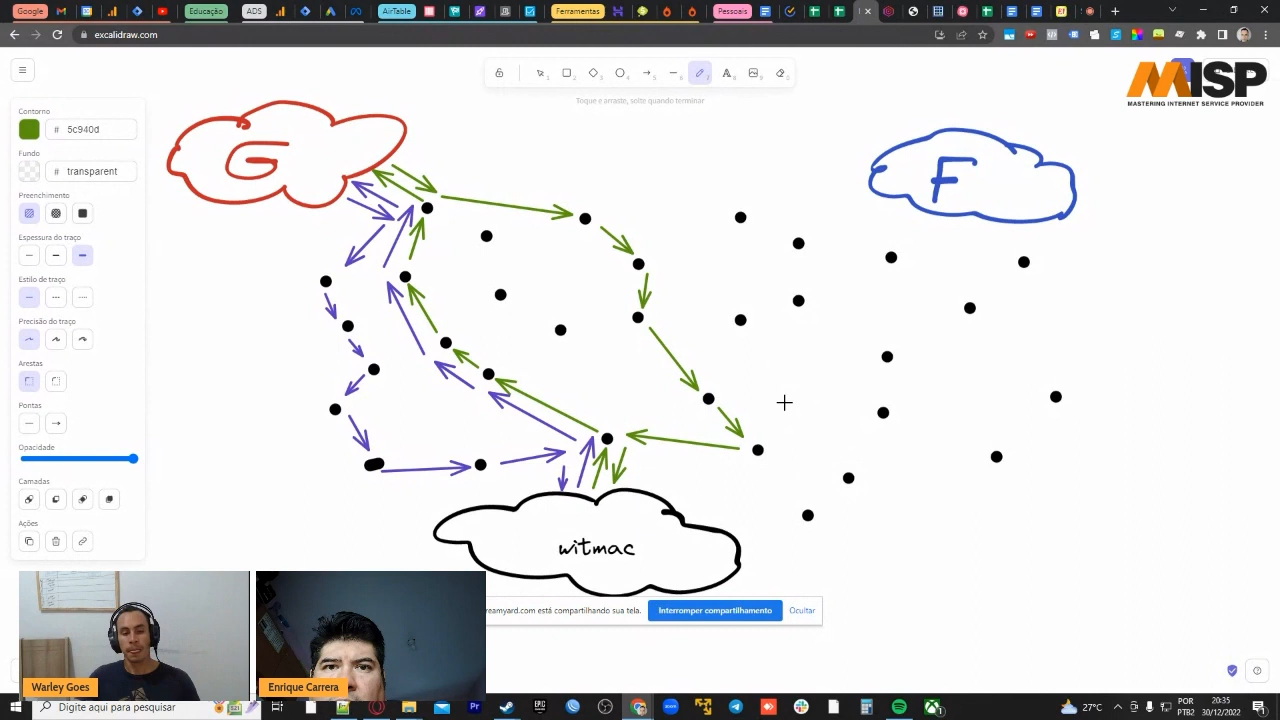 Google
Educação
ADS
AirTable
Ferramentas
Pessoais
excalidraw.com
Toque e arraste, solte quando terminar
MISP
MASTERING INTERNET SERVICE PROVIDER
Contorno
# 5c940d
Fundo
# transparent
Preenchimento
Espessura do traço
Estilo de traço
Precisão do traço
Arestas
Pontas
Opacidade
Camadas
Ações
G
F
witmac
reamyard.com está compartilhando sua tela.
Interromper compartilhamento
Ocultar
Warley Goes
Enrique Carrera
Digite aqui para pesquisar
27°C
POR
PTB2
20:35
30/12/2022